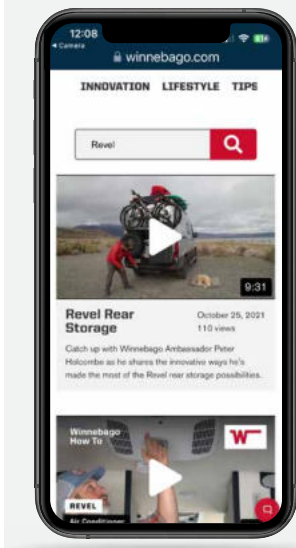 12:08
Camera
winnebago.com
INNOVATION LIFESTYLE TIPS
Revel
9:31
Revel Rear
Storage
October 25, 2021
110 views
Catch up with Winnebago Ambassador Peter
Holcombe as he shares the innovative ways he's
made the most of the Revel rear storage possibilities.
Winnebago
How To
W
REVEL
Air Conditioner